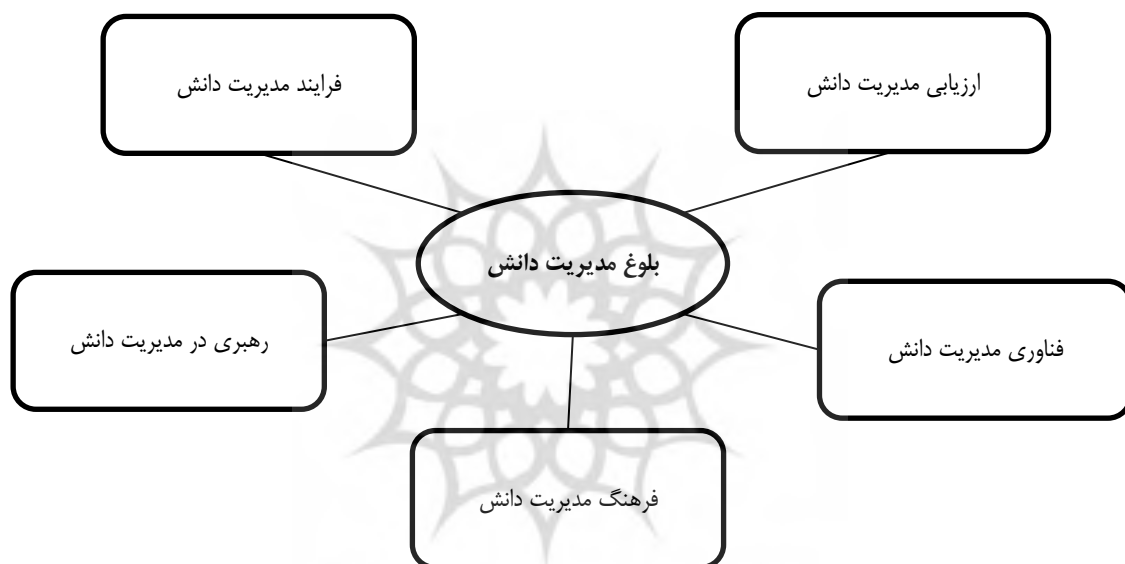 ارزیابی مدیریت دانش
فرایند مدیریت دانش
بلوغ مدیریت دانش
فناوری مدیریت دانش
رهبری در مدیریت دانش
فرهنگ مدیریت دانش